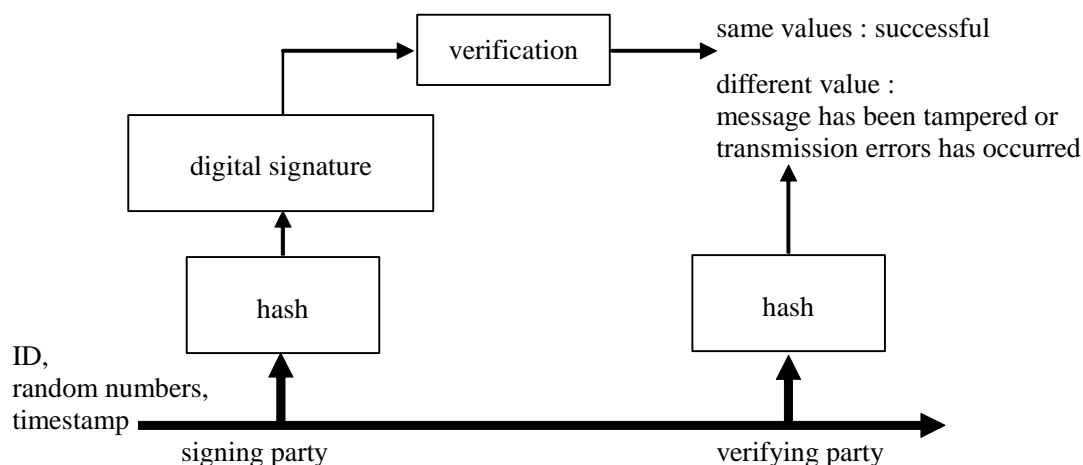 verification
same values : successful
different value :
message has been tampered or
transmission errors has occurred
digital signature
hash
hash
ID,
random numbers,
timestamp
signing party
verifying party